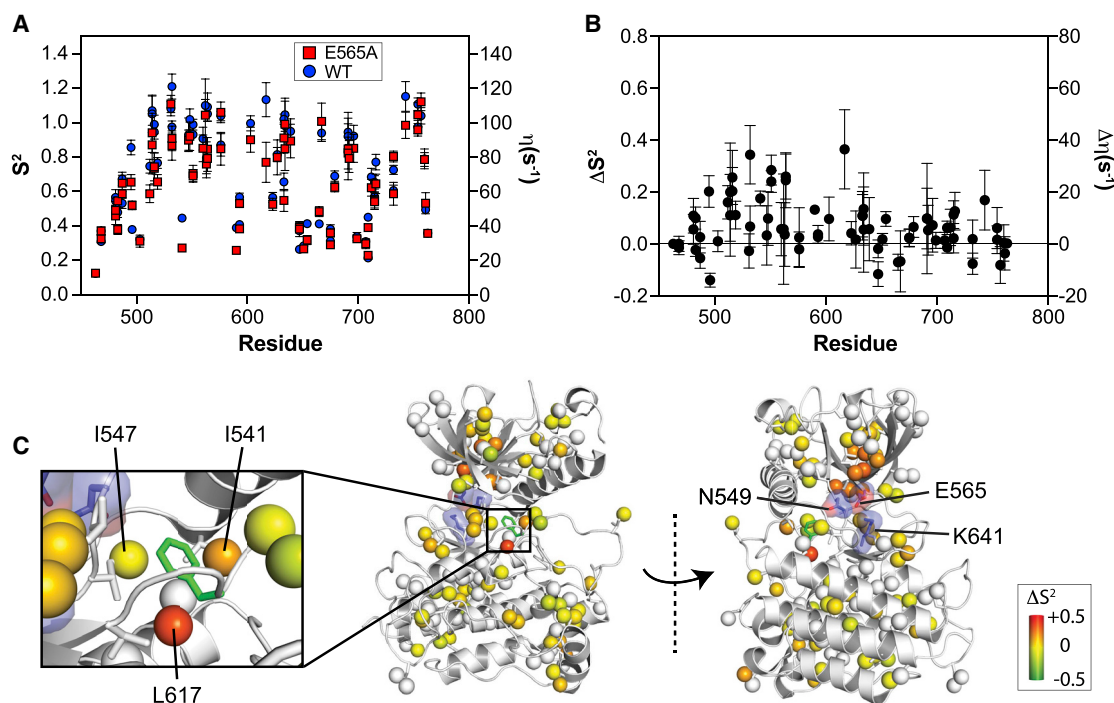 A
B
S²
1.4
1.2
1.0
0.8
0.6
0.4
0.2
0.0
E565A
WT
140
120
100
80
60
40
20
0
η(s⁻¹)
500
600
700
800
Residue
ΔS²
0.8
0.6
0.4
0.2
0.0
-0.2
80
60
40
20
0
-20
Δη(s⁻¹)
500
600
700
800
Residue
C
I547
I541
L617
N549
E565
K641
ΔS²
+0.5
0
-0.5